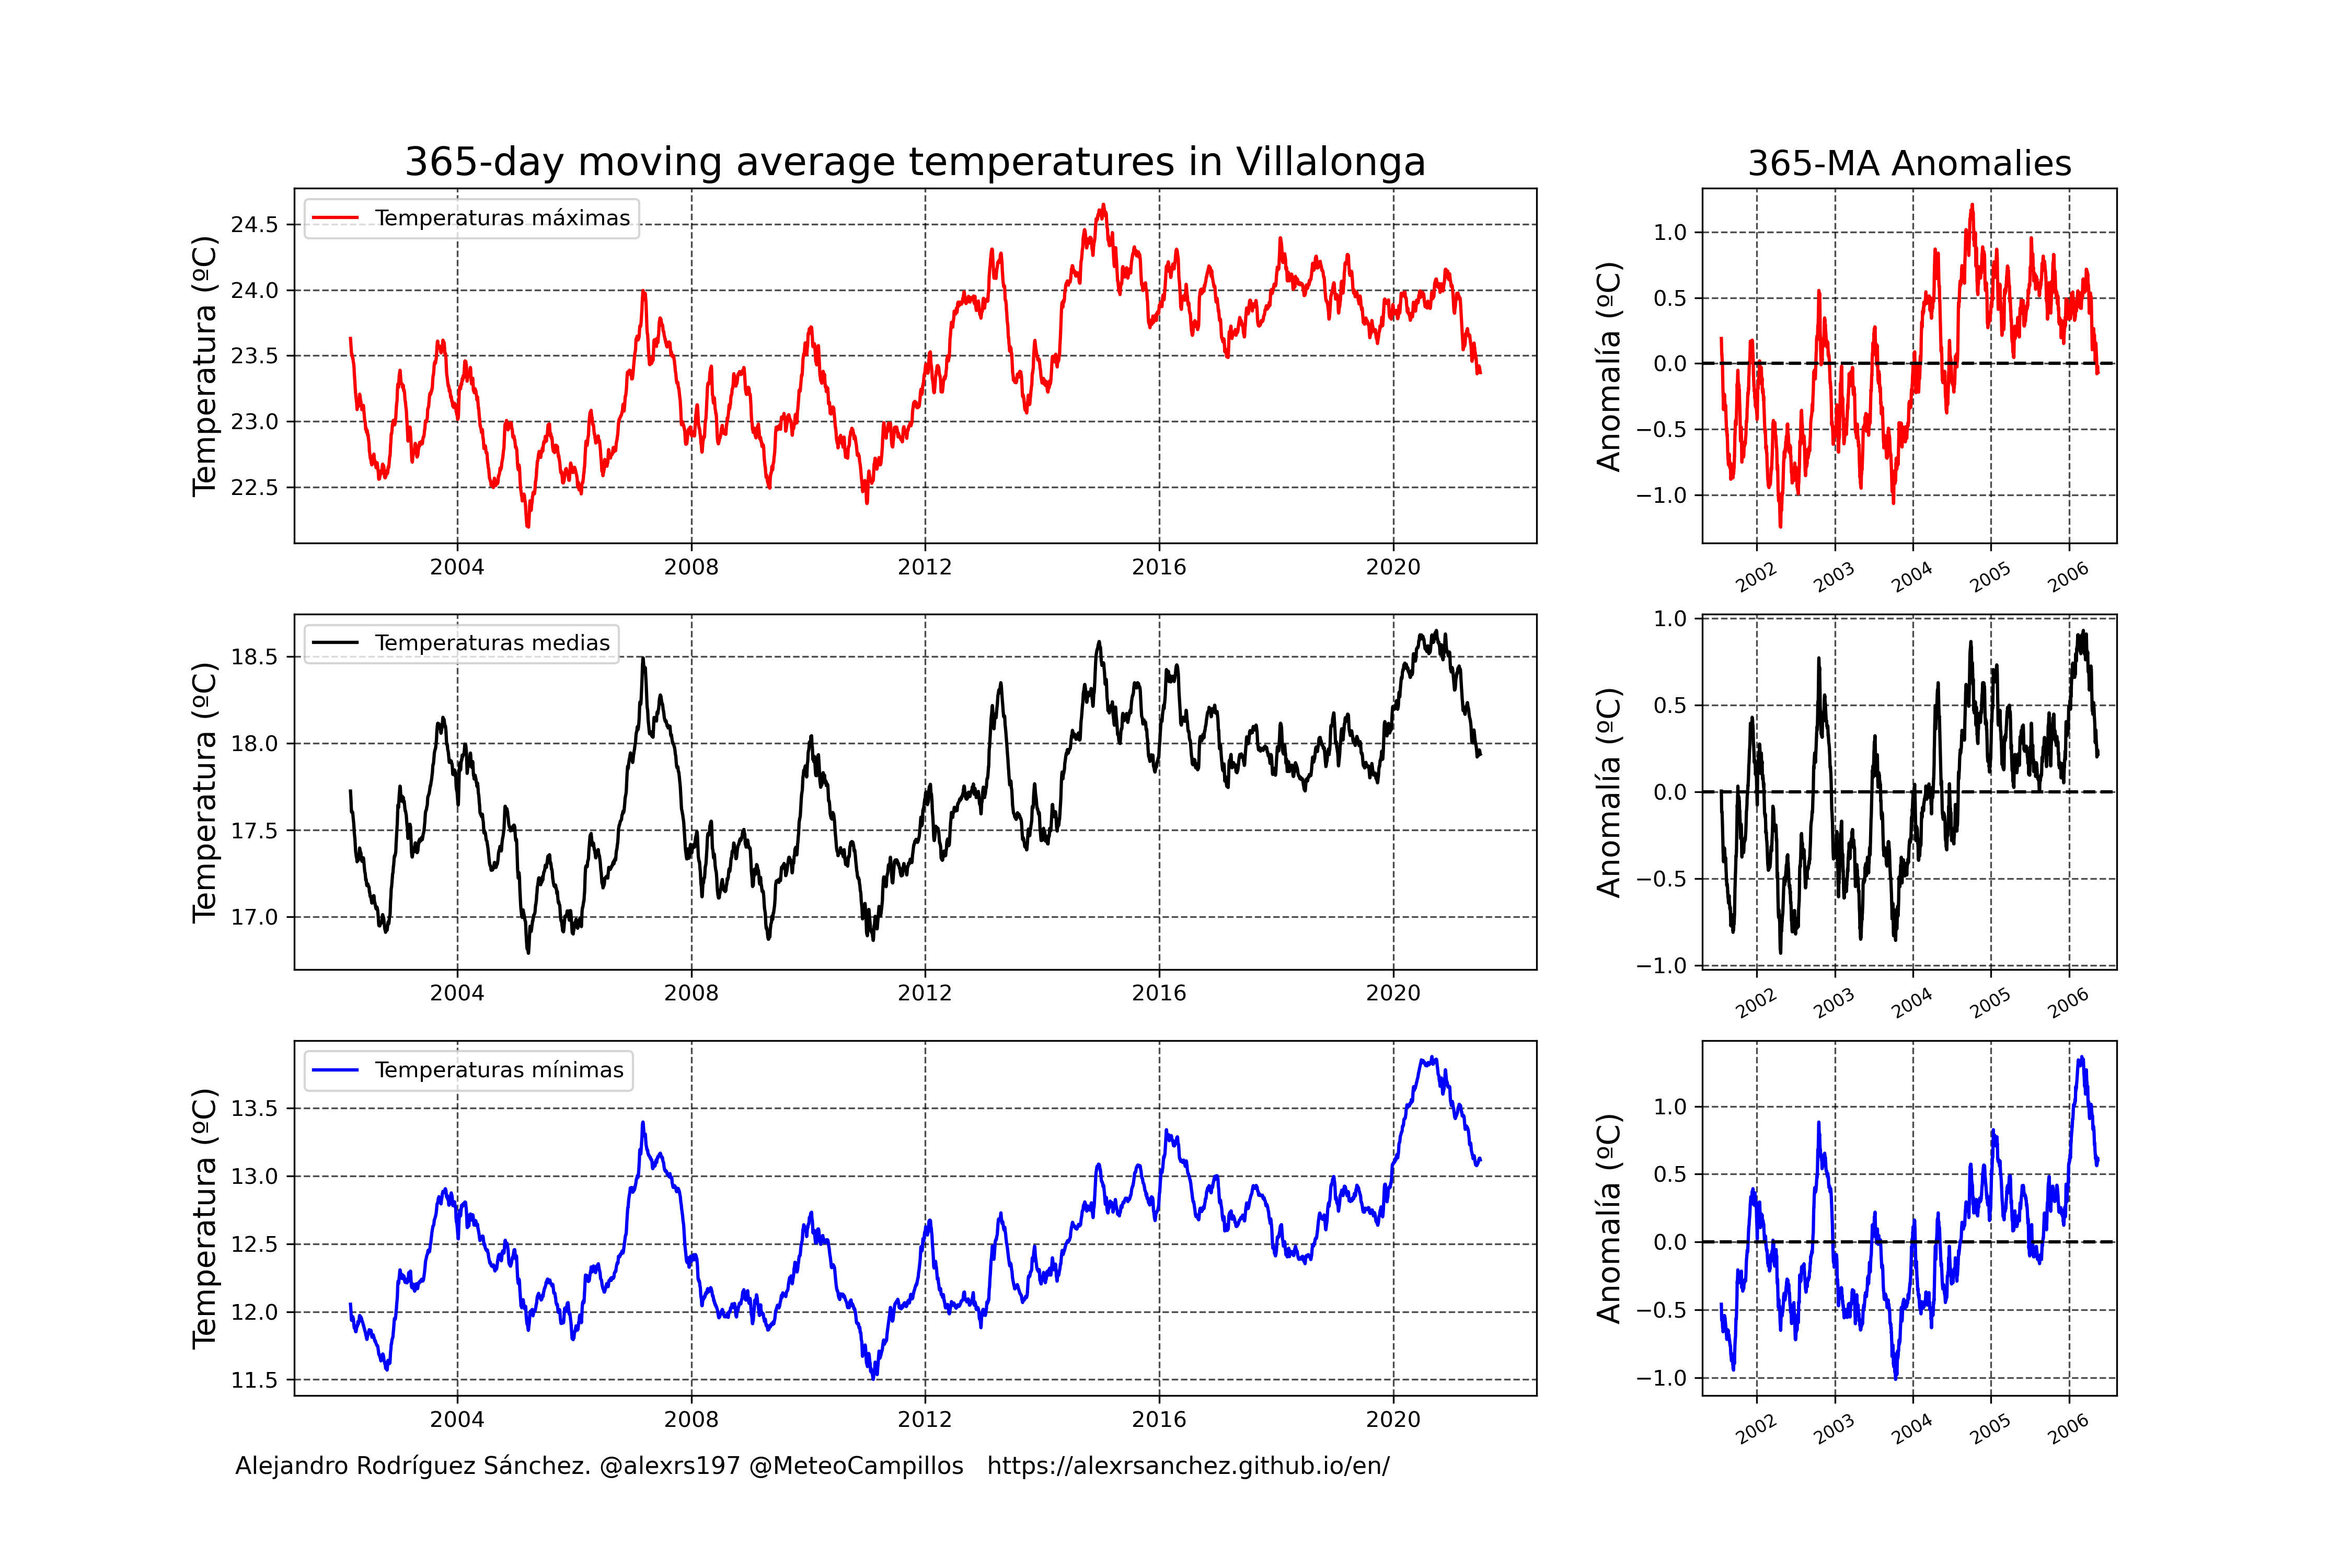 365-day moving average temperatures in Villalonga
365-MA Anomalies
Temperaturas máximas
Temperatura (ºC)
24.5
24.0
23.5
23.0
22.5
2004 2008 2012 2016 2020
Anomalía (ºC)
1.0
0.5
0.0
−0.5
−1.0
2002 2003 2004 2005 2006
Temperaturas medias
Temperatura (ºC)
18.5
18.0
17.5
17.0
2004 2008 2012 2016 2020
Anomalía (ºC)
1.0
0.5
0.0
−0.5
−1.0
2002 2003 2004 2005 2006
Temperaturas mínimas
Temperatura (ºC)
13.5
13.0
12.5
12.0
11.5
2004 2008 2012 2016 2020
Anomalía (ºC)
1.0
0.5
0.0
−0.5
−1.0
2002 2003 2004 2005 2006
Alejandro Rodríguez Sánchez. @alexrs197 @MeteoCampillos https://alexrsanchez.github.io/en/